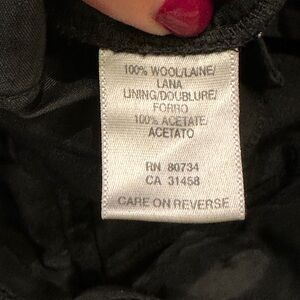 100% WOOL/LAINE/
LANA
LINING/DOUBLURE/
FORRO
100% ACETATE/
ACETATO
RN 80734
CA 31458
CARE ON REVERSE